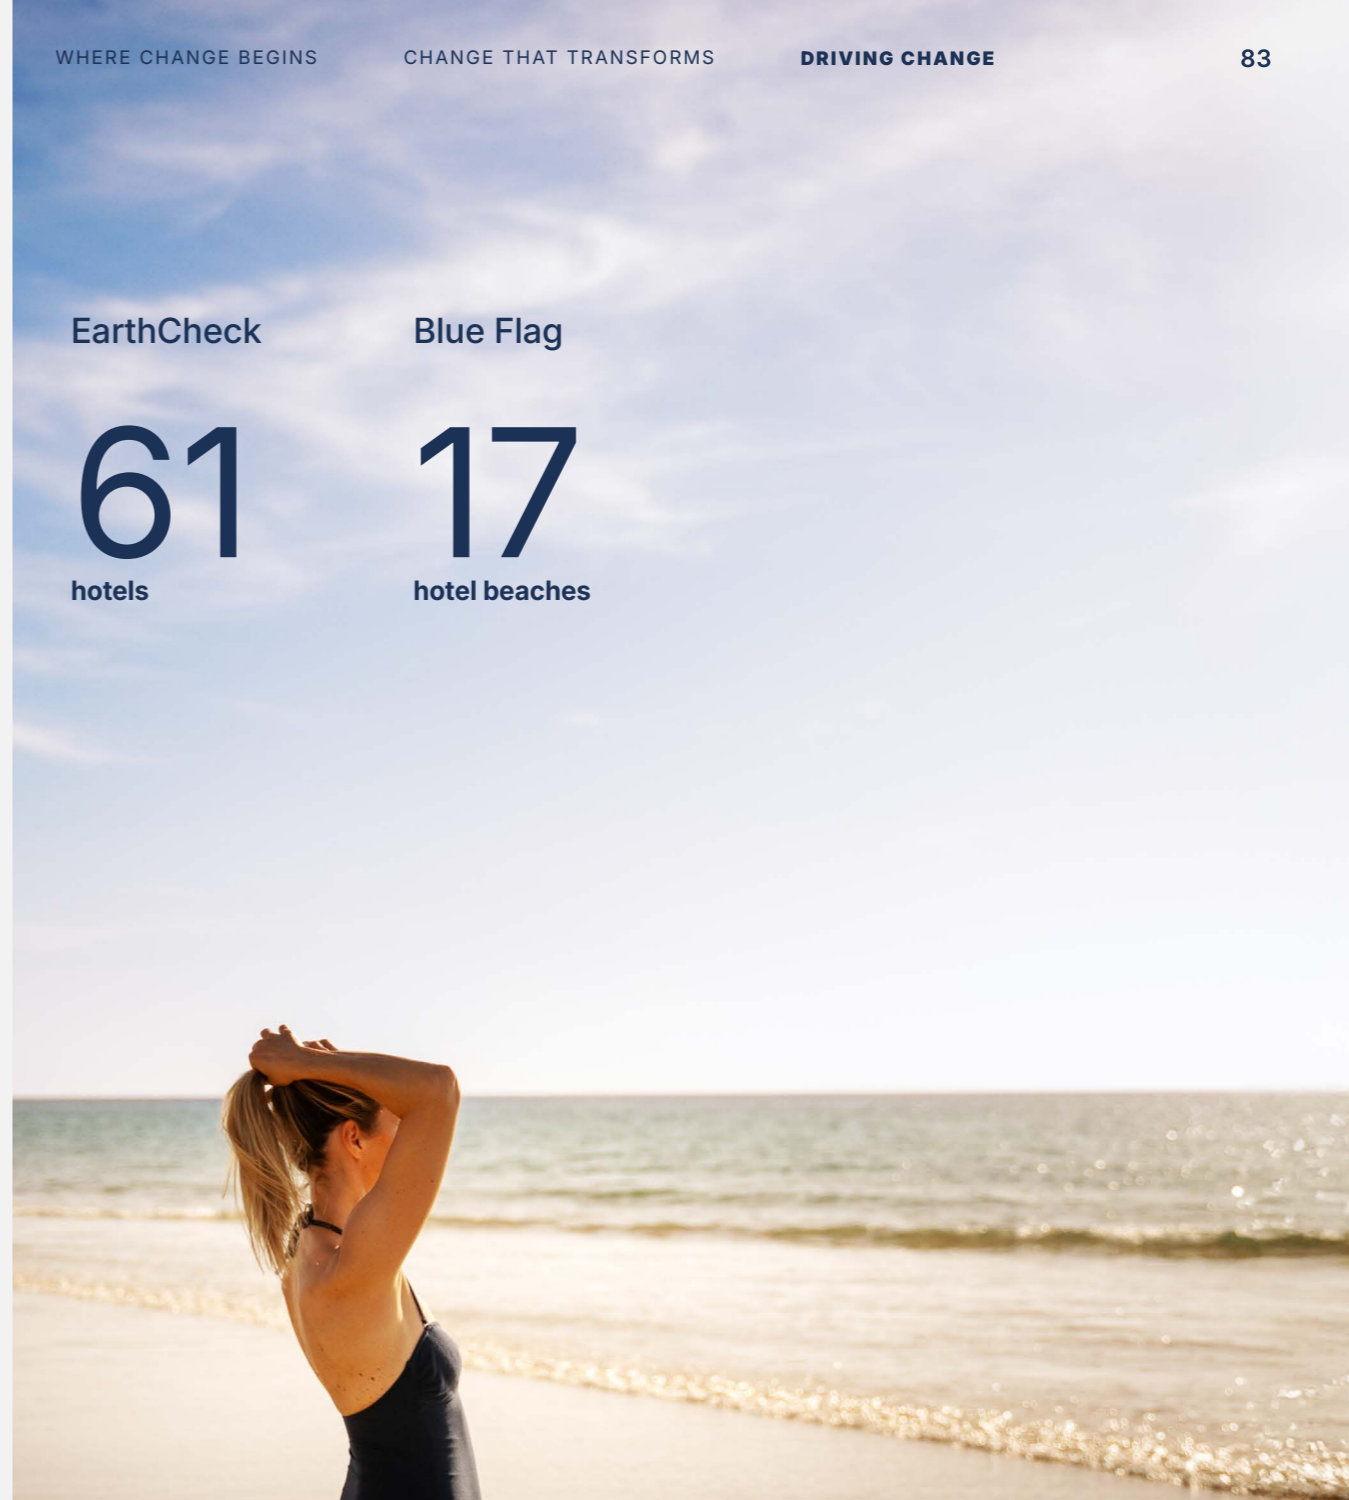 WHERE CHANGE BEGINS CHANGE THAT TRANSFORMS DRIVING CHANGE 83
EarthCheck Blue Flag
61 17
hotels hotel beaches